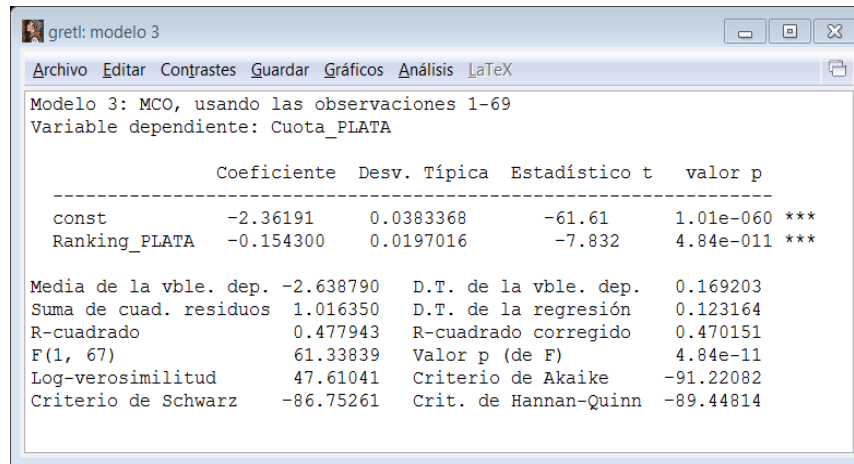 gretl: modelo 3
Archivo Editar Contrastes Guardar Gráficos Análisis LaTeX
Modelo 3: MCO, usando las observaciones 1-69
Variable dependiente: Cuota_PLATA
Coeficiente Desv. Típica Estadístico t valor p
const -2.36191 0.0383368 -61.61 1.01e-060 ***
Ranking_PLATA -0.154300 0.0197016 -7.832 4.84e-011 ***
Media de la vble. dep. -2.638790 D.T. de la vble. dep. 0.169203
Suma de cuad. residuos 1.016350 D.T. de la regresión 0.123164
R-cuadrado 0.477943 R-cuadrado corregido 0.470151
F(1, 67) 61.33839 Valor p (de F) 4.84e-11
Log-verosimilitud 47.61041 Criterio de Akaike -91.22082
Criterio de Schwarz -86.75261 Crit. de Hannan-Quinn -89.44814